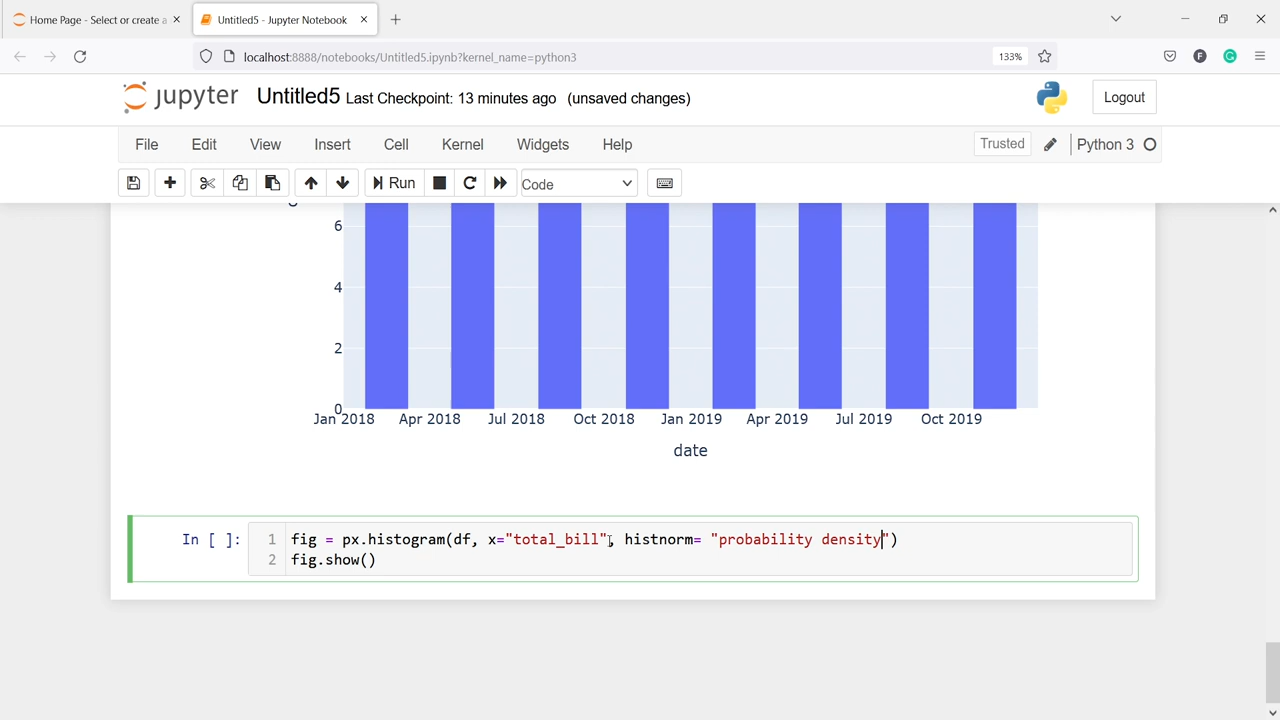 Home Page - Select or create a
Untitled5 - Jupyter Notebook
localhost:8888/notebooks/Untitled5.ipynb?kernel_name=python3
133%
F
G
jupyter Untitled5 Last Checkpoint: 13 minutes ago (unsaved changes)
Logout
File Edit View Insert Cell Kernel Widgets Help
Trusted
Python 3
Run
Code
6
4
2
0
Jan 2018 Apr 2018 Jul 2018 Oct 2018 Jan 2019 Apr 2019 Jul 2019 Oct 2019
date
In [ ]: 1 fig = px.histogram(df, x="total_bill", histnorm= "probability density")
2 fig.show()